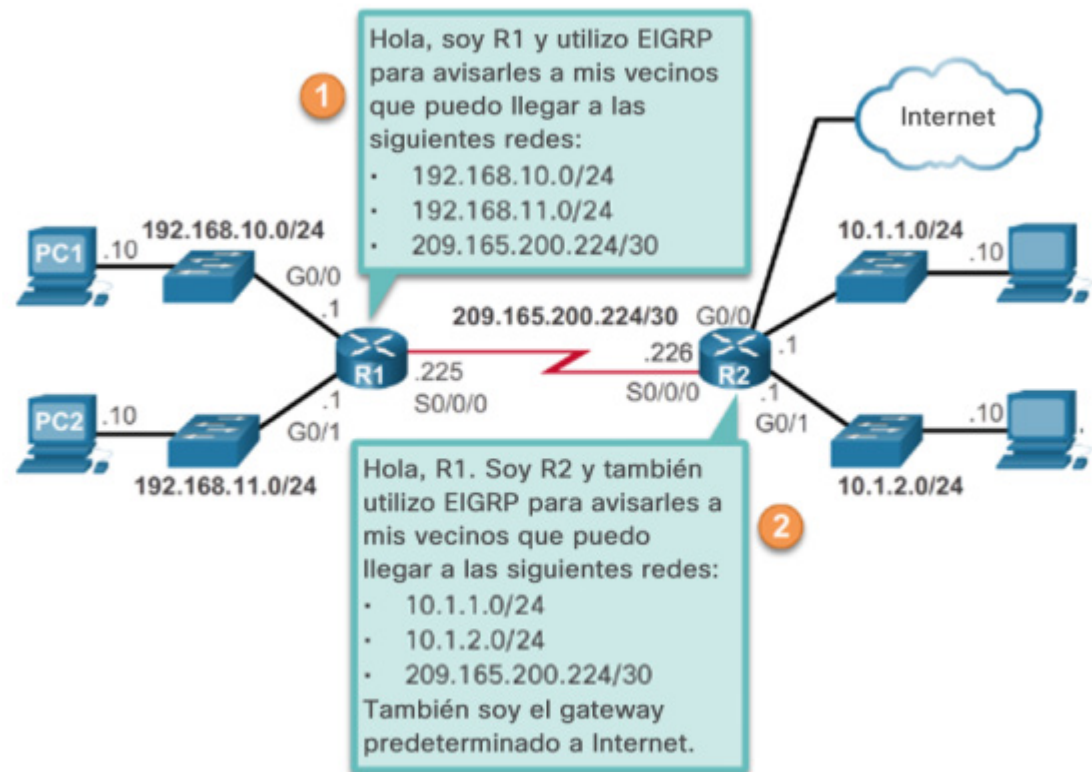 Hola, soy R1 y utilizo EIGRP
para avisarles a mis vecinos
que puedo llegar a las
siguientes redes:
· 192.168.10.0/24
· 192.168.11.0/24
· 209.165.200.224/30
1
Internet
192.168.10.0/24
10.1.1.0/24
PC1
.10
G0/0
.1
209.165.200.224/30
G0/0
.10
R1
.225
S0/0/0
.226
S0/0/0
R2
.1
PC2
.10
.1
G0/1
192.168.11.0/24
.1
G0/1
.10
10.1.2.0/24
Hola, R1. Soy R2 y también
utilizo EIGRP para avisarles a
mis vecinos que puedo
llegar a las siguientes redes:
· 10.1.1.0/24
· 10.1.2.0/24
· 209.165.200.224/30
También soy el gateway
predeterminado a Internet.
2